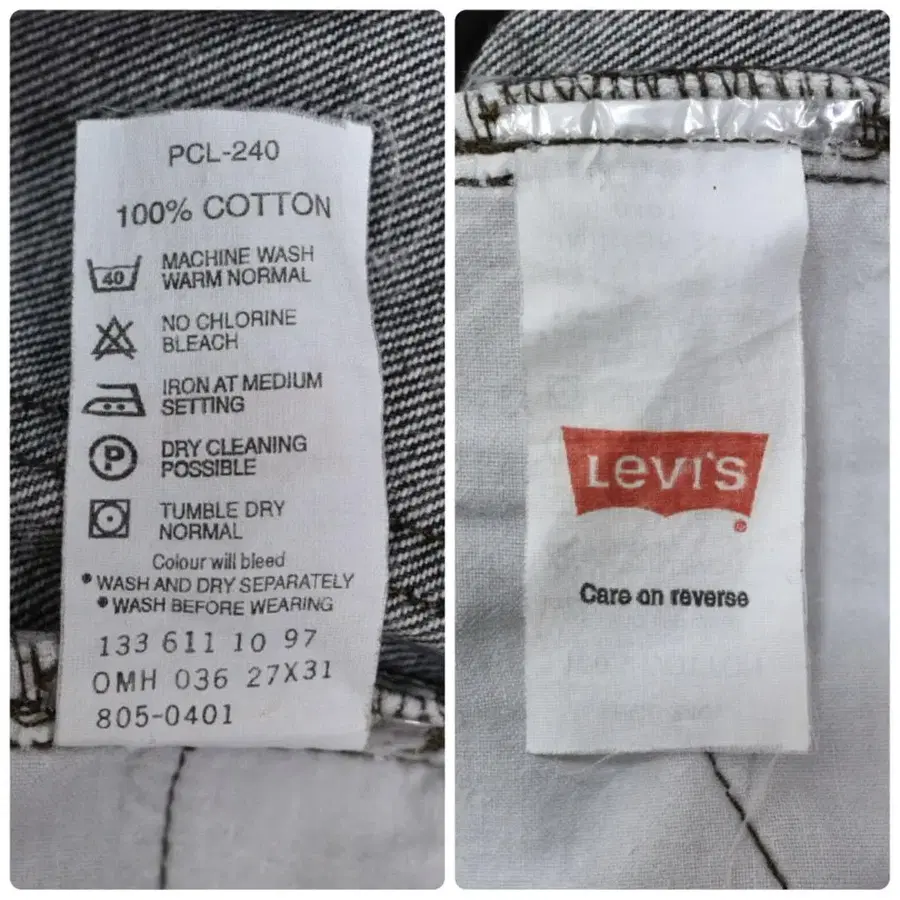 PCL-240
100% COTTON
40
MACHINE WASH
WARM NORMAL
NO CHLORINE
BLEACH
IRON AT MEDIUM
SETTING
P
DRY CLEANING
POSSIBLE
TUMBLE DRY
NORMAL
Colour will bleed
• WASH AND DRY SEPARATELY
• WASH BEFORE WEARING
133 611 10 97
OMH 036 27X31
805-0401
Levi's
®
Care on reverse